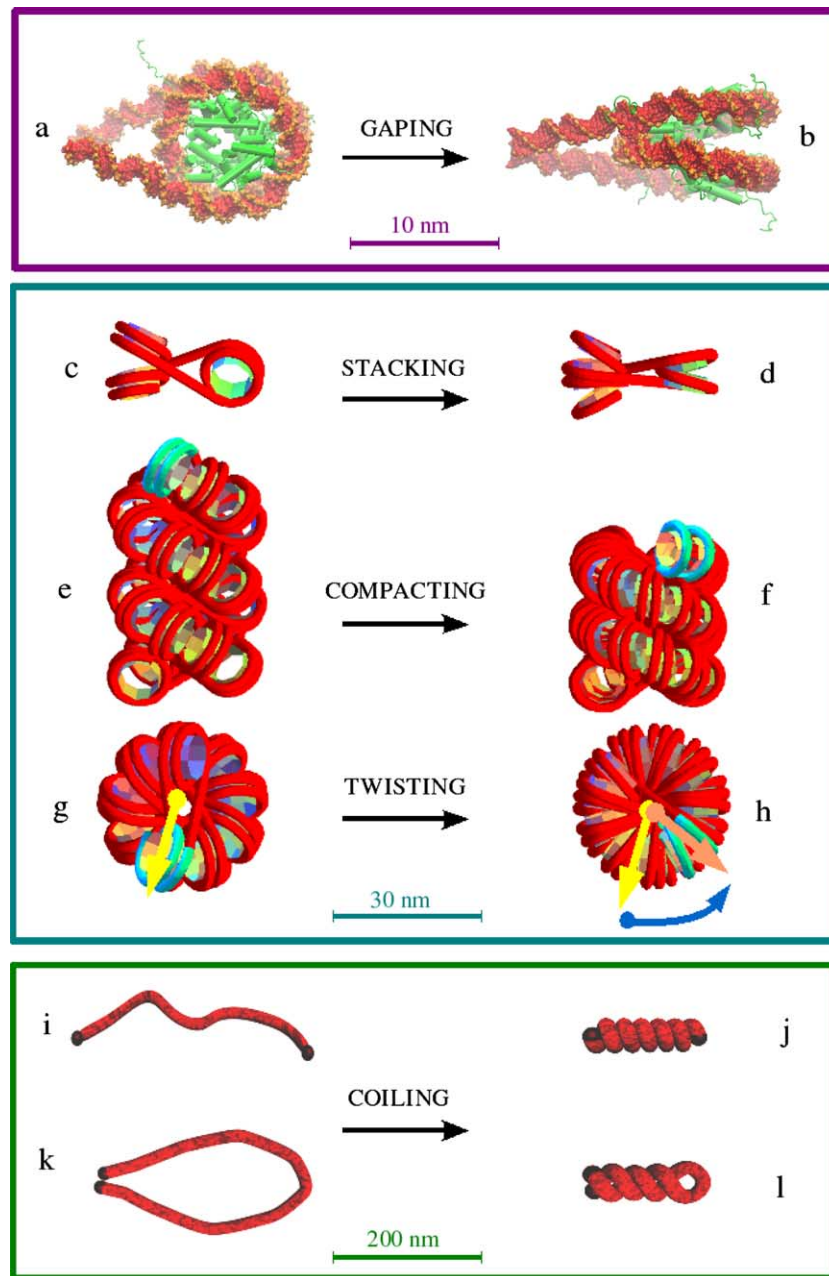 a
GAPING
b
10 nm
c
STACKING
d
e
COMPACTING
f
g
TWISTING
h
30 nm
i
j
COILING
k
l
200 nm